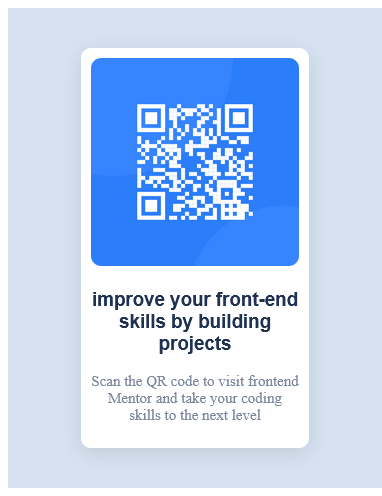 improve your front-end
skills by building
projects
Scan the QR code to visit frontend
Mentor and take your coding
skills to the next level